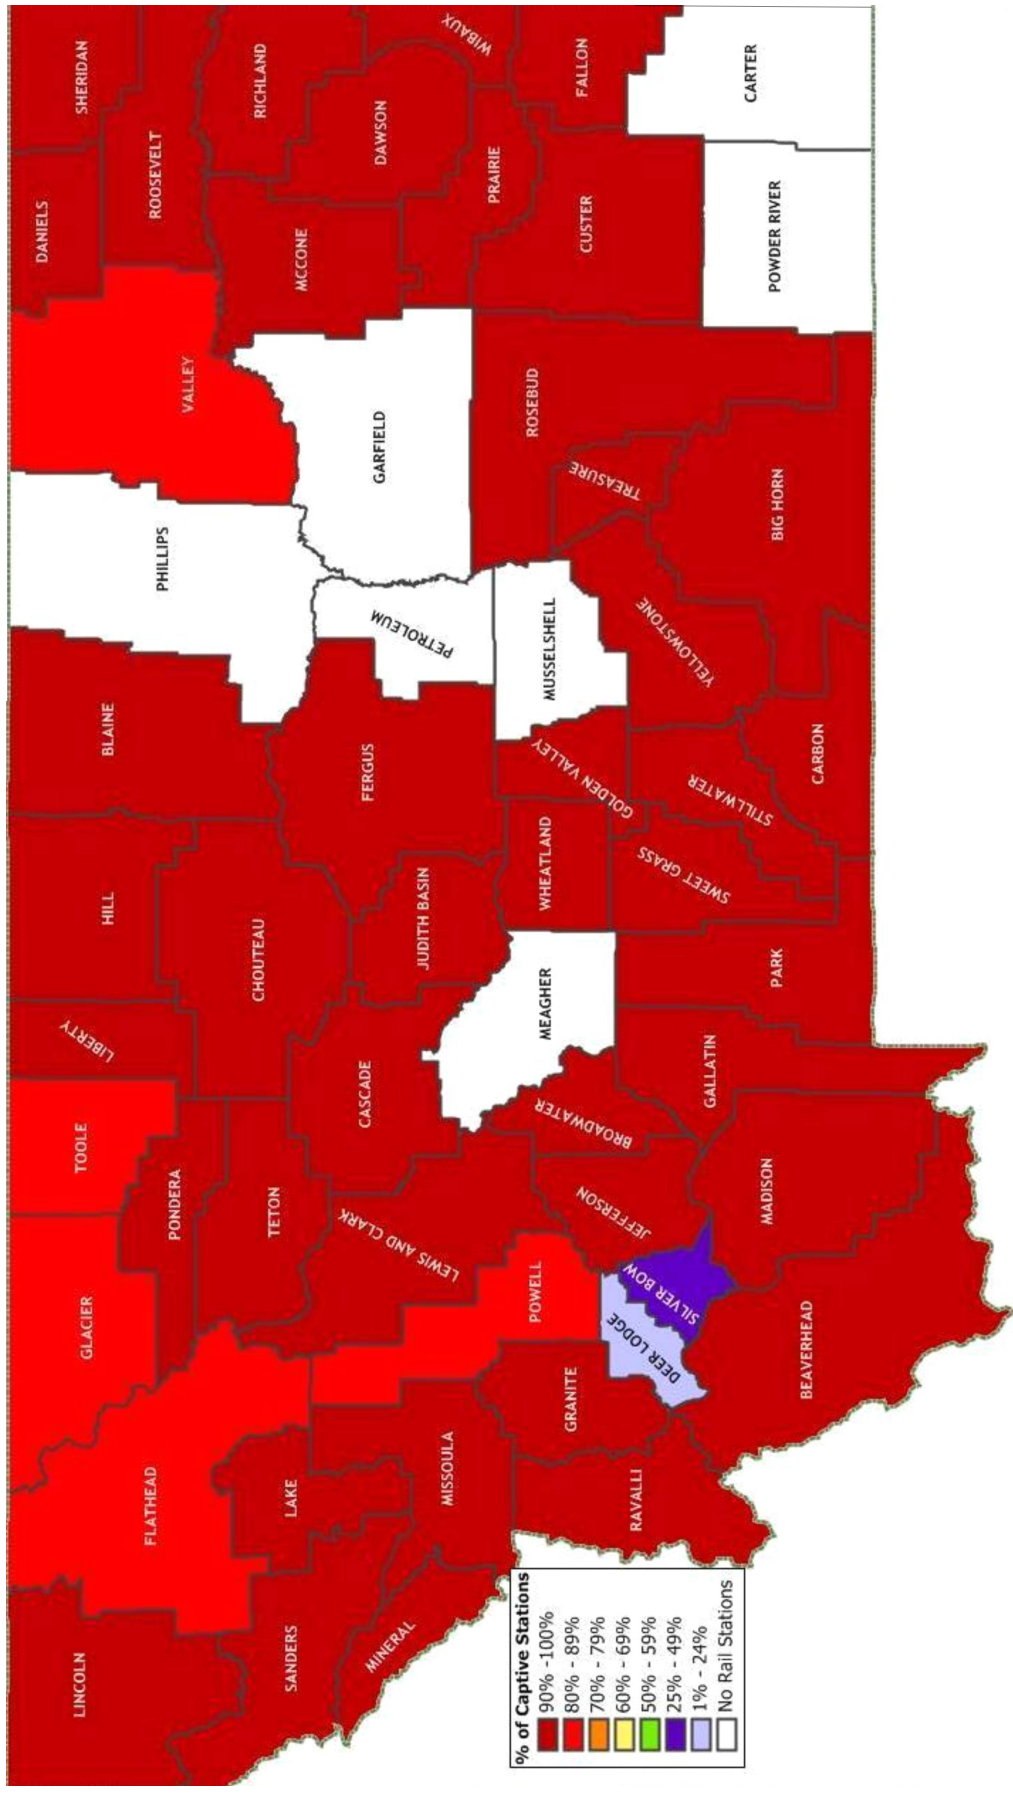 LINCOLN
FLATHEAD
GLACIER
TOOLE
LIBERTY
HILL
BLAINE
PHILLIPS
VALLEY
DANIELS
SHERIDAN
ROOSEVELT
SANDERS
LAKE
PONDERA
TETON
CHOUTEAU
RICHLAND
MCCONE
MINERAL
MISSOULA
POWELL
LEWIS AND CLARK
CASCADE
JUDITH BASIN
FERGUS
PETROLEUM
GARFIELD
DAWSON
PRAIRIE
WIBAUX
RAVALLI
GRANITE
DEER LODGE
SILVER BOW
JEFFERSON
BROADWATER
MEAGHER
WHEATLAND
GOLDEN VALLEY
MUSSELSHELL
TREASURE
ROSEBUD
CUSTER
FALLON
BEAVERHEAD
MADISON
GALLATIN
PARK
SWEET GRASS
STILLWATER
CARBON
YELLOWSTONE
BIG HORN
POWDER RIVER
CARTER
% of Captive Stations
90% -100%
80% - 89%
70% - 79%
60% - 69%
50% - 59%
25% - 49%
1% - 24%
No Rail Stations